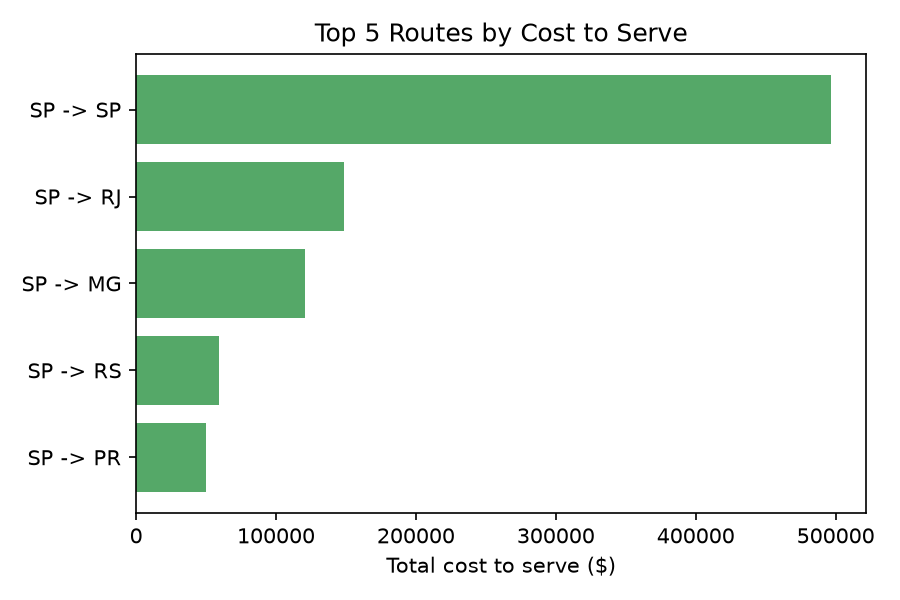 Top 5 Routes by Cost to Serve
SP -> SP
SP -> RJ
SP -> MG
SP -> RS
SP -> PR
0 100000 200000 300000 400000 500000
Total cost to serve ($)